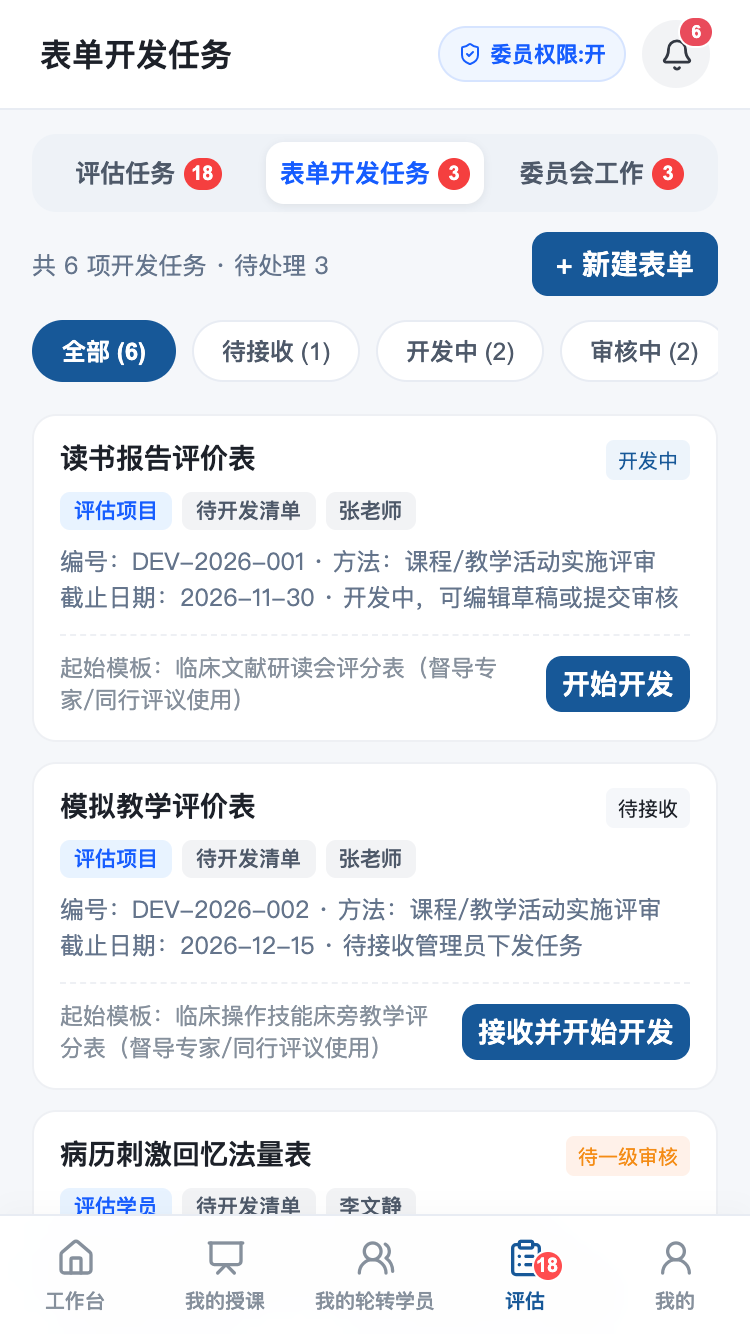 表单开发任务
委员权限:开
6
评估任务 18
表单开发任务 3
委员会工作 3
共 6 项开发任务 · 待处理 3
+ 新建表单
全部 (6)
待接收 (1)
开发中 (2)
审核中 (2)
读书报告评价表
开发中
评估项目 待开发清单 张老师
编号：DEV-2026-001 · 方法：课程/教学活动实施评审
截止日期：2026-11-30 · 开发中，可编辑草稿或提交审核
起始模板：临床文献研读会评分表（督导专
家/同行评议使用）
开始开发
模拟教学评价表
待接收
评估项目 待开发清单 张老师
编号：DEV-2026-002 · 方法：课程/教学活动实施评审
截止日期：2026-12-15 · 待接收管理员下发任务
起始模板：临床操作技能床旁教学评
分表（督导专家/同行评议使用）
接收并开始开发
病历刺激回忆法量表
待一级审核
评估学员 待开发清单 李文静
18
工作台
我的授课
我的轮转学员
评估
我的